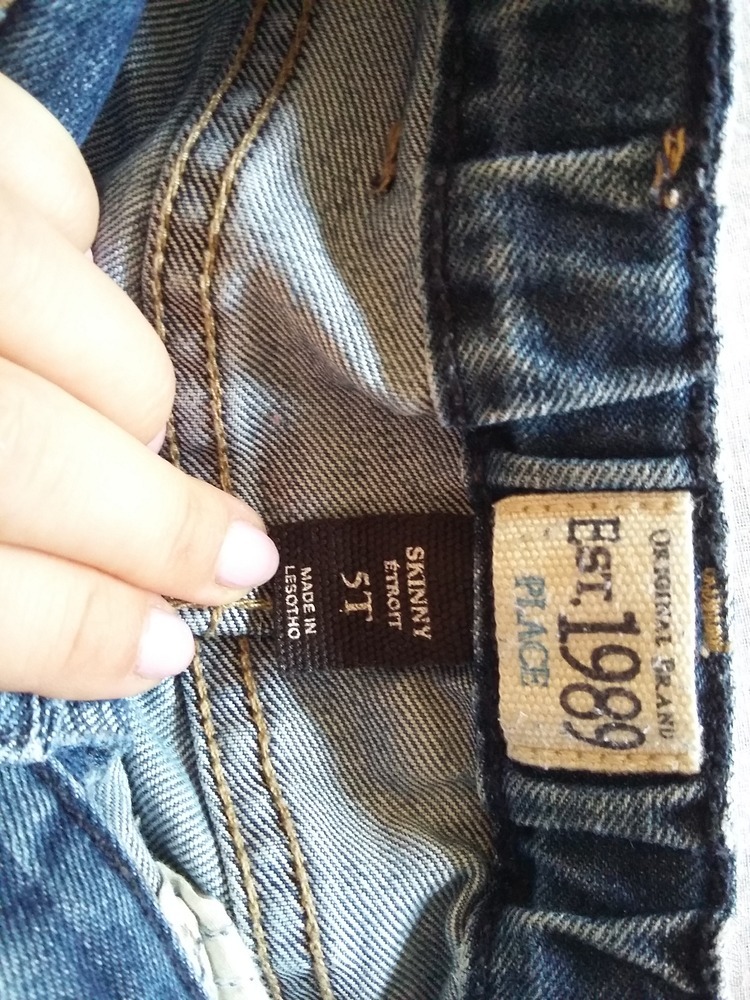 ORIGINAL BRAND
EST. 1989
PLACE
SKINNY
ÉTROIT
5T
MADE IN
LESOTHO